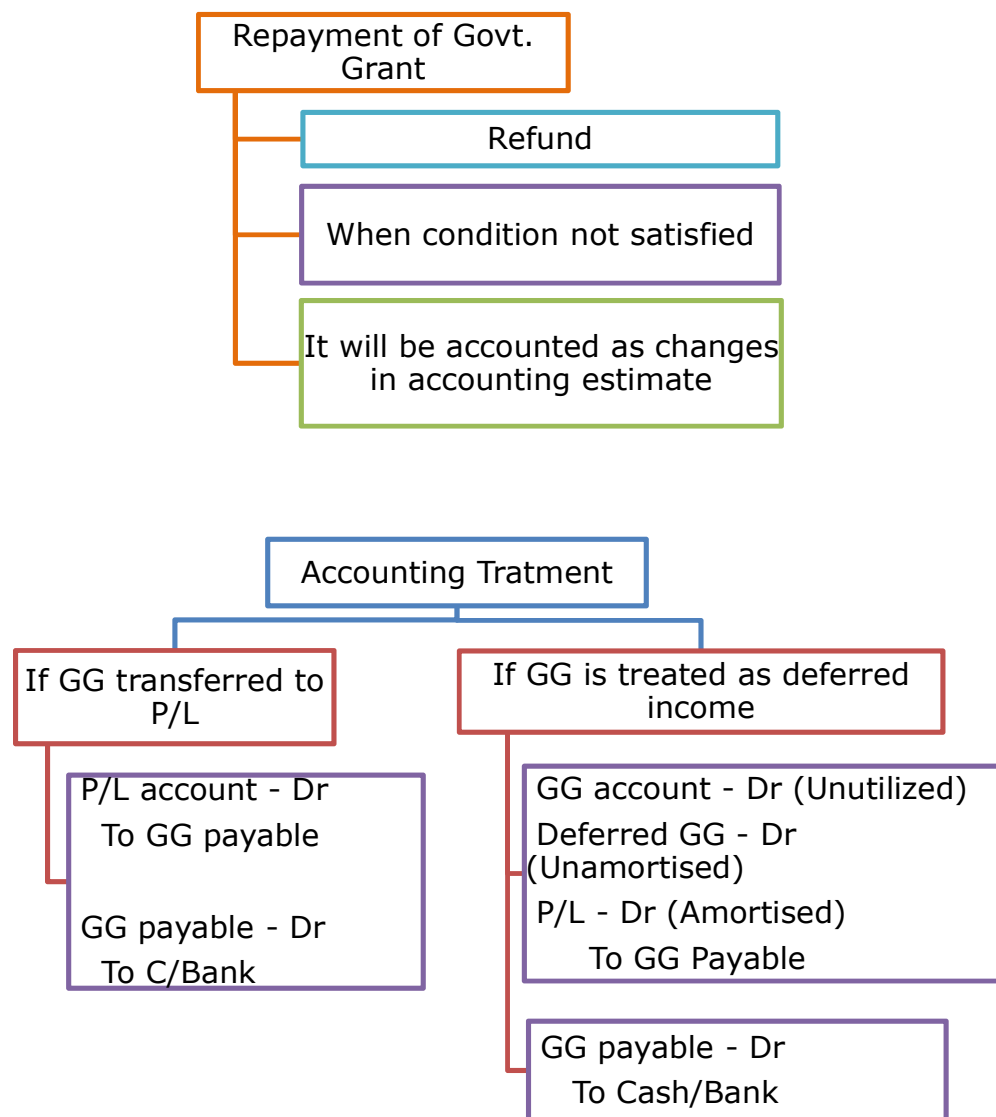 Repayment of Govt.
Grant
Refund
When condition not satisfied
It will be accounted as changes
in accounting estimate
Accounting Tratment
If GG transferred to
P/L
P/L account - Dr
To GG payable
GG payable - Dr
To C/Bank
If GG is treated as deferred
income
GG account - Dr (Unutilized)
Deferred GG - Dr
(Unamortised)
P/L - Dr (Amortised)
To GG Payable
GG payable - Dr
To Cash/Bank